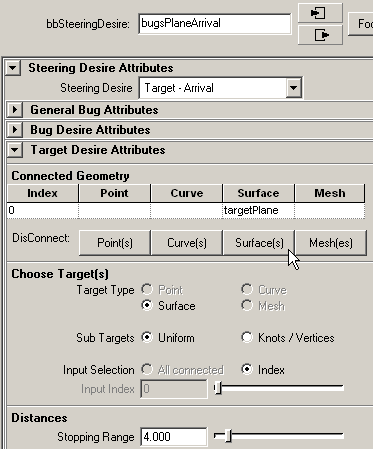 bbSteeringDesire: bugsPlaneArrival
Steering Desire Attributes
Steering Desire Target - Arrival
General Bug Attributes
Bug Desire Attributes
Target Desire Attributes
Connected Geometry
Index Point Curve Surface Mesh
0 targetPlane
DisConnect: Point(s) Curve(s) Surface(s) Mesh(es)
Choose Target(s)
Target Type Point Curve
Surface Mesh
Sub Targets Uniform Knots / Vertices
Input Selection All connected Index
Input Index 0
Distances
Stopping Range 4.000